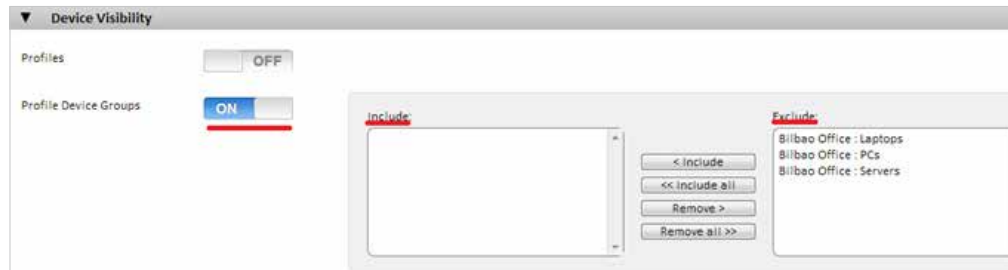 ▼ Device Visibility
Profiles OFF
Profile Device Groups ON
Include: Exclude:
Bilbao Office : Laptops
Bilbao Office : PCs
Bilbao Office : Servers
< Include
<< Include all
Remove >
Remove all >>